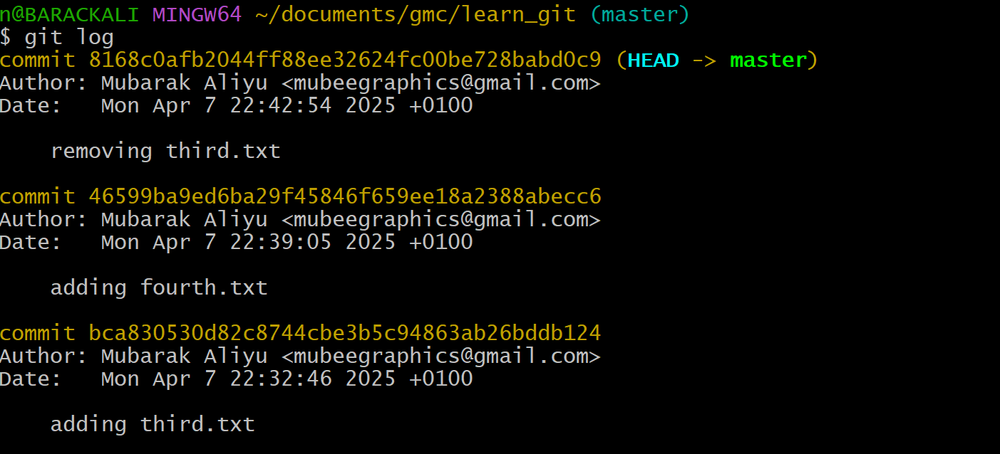 n@BARACKALI MINGW64 ~/documents/gmc/learn_git (master)
$ git log
commit 8168c0afb2044ff88ee32624fc00be728babd0c9 (HEAD -> master)
Author: Mubarak Aliyu <mubeegraphics@gmail.com>
Date:   Mon Apr 7 22:42:54 2025 +0100
    removing third.txt
commit 46599ba9ed6ba29f45846f659ee18a2388abecc6
Author: Mubarak Aliyu <mubeegraphics@gmail.com>
Date:   Mon Apr 7 22:39:05 2025 +0100
    adding fourth.txt
commit bca830530d82c8744cbe3b5c94863ab26bddb124
Author: Mubarak Aliyu <mubeegraphics@gmail.com>
Date:   Mon Apr 7 22:32:46 2025 +0100
    adding third.txt